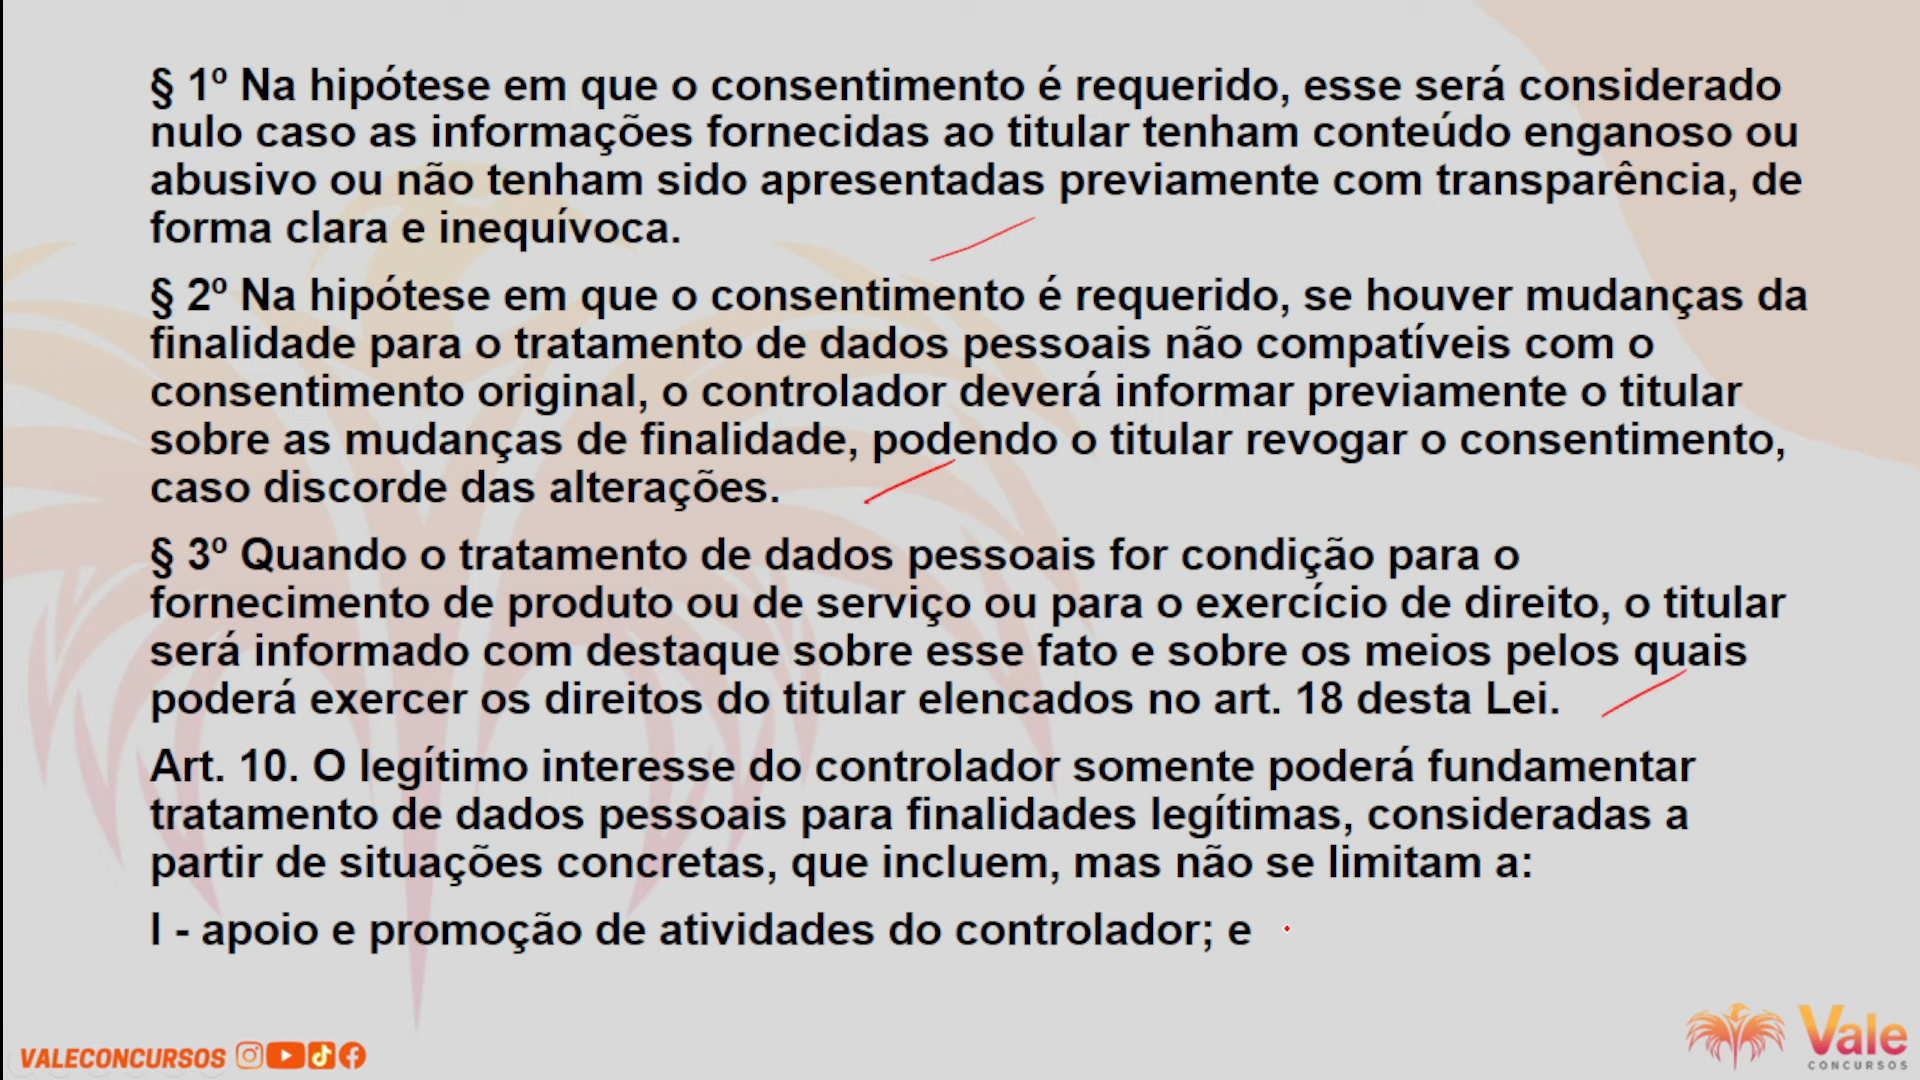 § 1º Na hipótese em que o consentimento é requerido, esse será considerado
nulo caso as informações fornecidas ao titular tenham conteúdo enganoso ou
abusivo ou não tenham sido apresentadas previamente com transparência, de
forma clara e inequívoca.
§ 2º Na hipótese em que o consentimento é requerido, se houver mudanças da
finalidade para o tratamento de dados pessoais não compatíveis com o
consentimento original, o controlador deverá informar previamente o titular
sobre as mudanças de finalidade, podendo o titular revogar o consentimento,
caso discorde das alterações.
§ 3º Quando o tratamento de dados pessoais for condição para o
fornecimento de produto ou de serviço ou para o exercício de direito, o titular
será informado com destaque sobre esse fato e sobre os meios pelos quais
poderá exercer os direitos do titular elencados no art. 18 desta Lei.
Art. 10. O legítimo interesse do controlador somente poderá fundamentar
tratamento de dados pessoais para finalidades legítimas, consideradas a
partir de situações concretas, que incluem, mas não se limitam a:
I - apoio e promoção de atividades do controlador; e
VALECONCURSOS
Vale
CONCURSOS